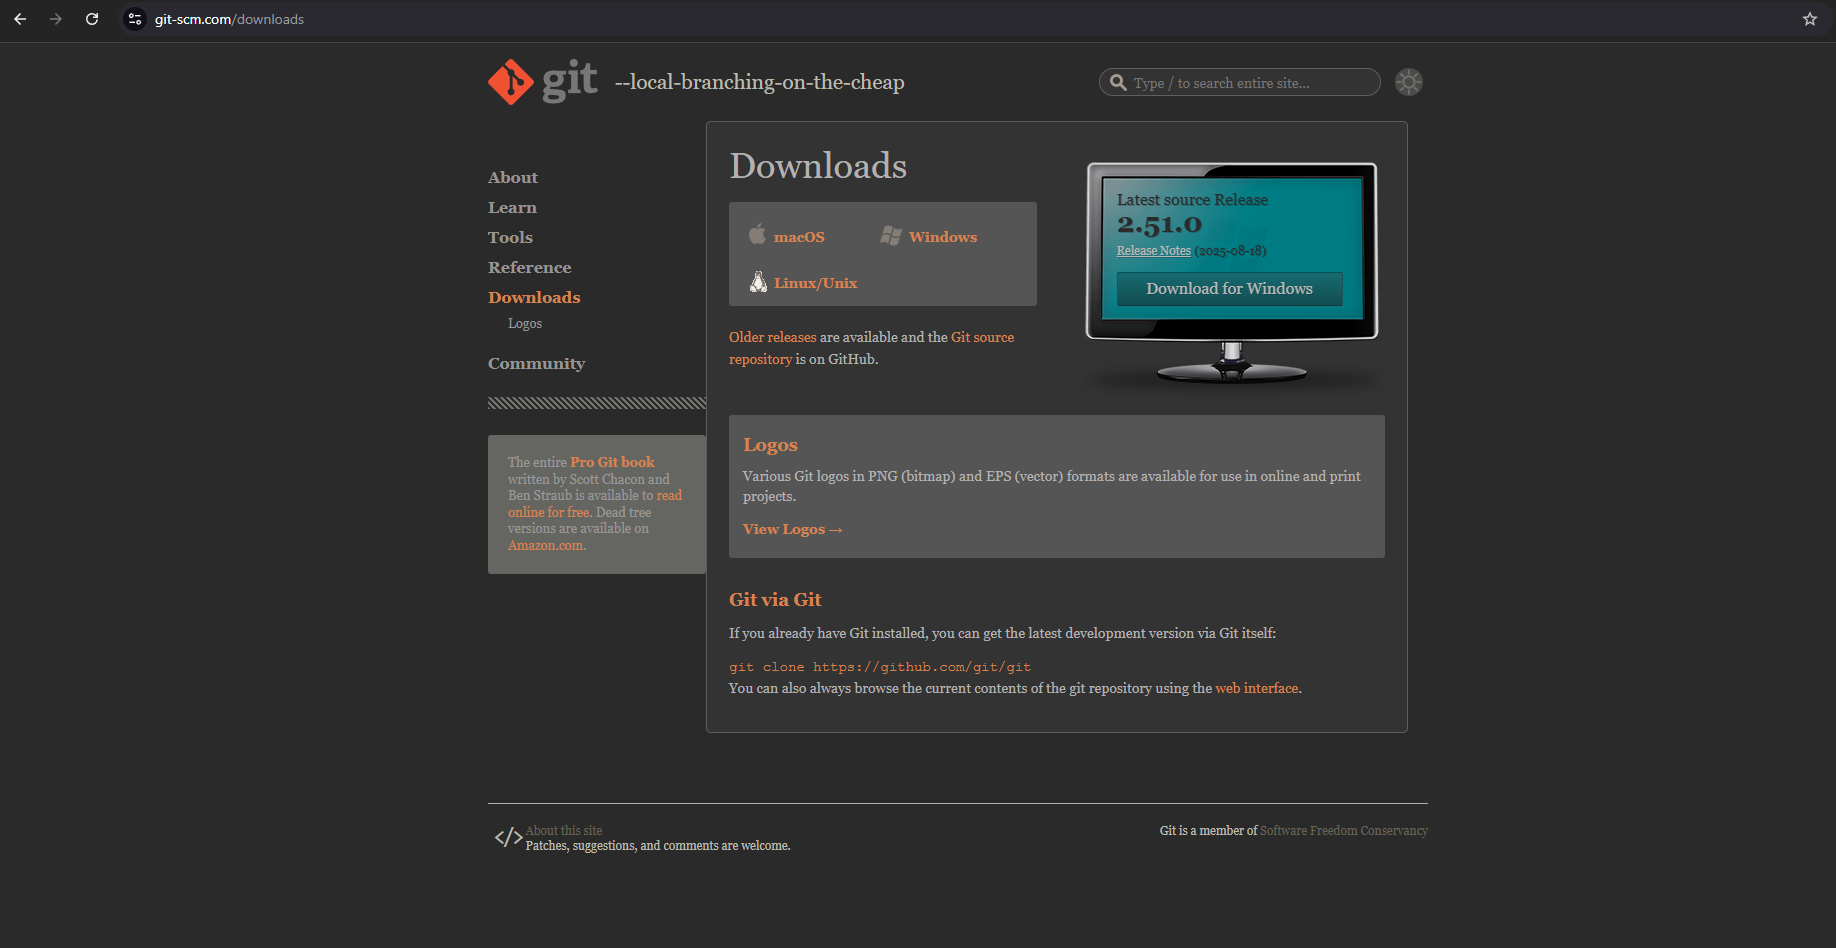 git-scm.com/downloads
git --local-branching-on-the-cheap
Type / to search entire site...
About
Learn
Tools
Reference
Downloads
Logos
Community
The entire Pro Git book
written by Scott Chacon and
Ben Straub is available to read
online for free. Dead tree
versions are available on
Amazon.com.
Downloads
macOS
Windows
Linux/Unix
Older releases are available and the Git source
repository is on GitHub.
Latest source Release
2.51.0
Release Notes (2025-08-18)
Download for Windows
Logos
Various Git logos in PNG (bitmap) and EPS (vector) formats are available for use in online and print
projects.
View Logos →
Git via Git
If you already have Git installed, you can get the latest development version via Git itself:
git clone https://github.com/git/git
You can also always browse the current contents of the git repository using the web interface.
</> About this site
Patches, suggestions, and comments are welcome.
Git is a member of Software Freedom Conservancy